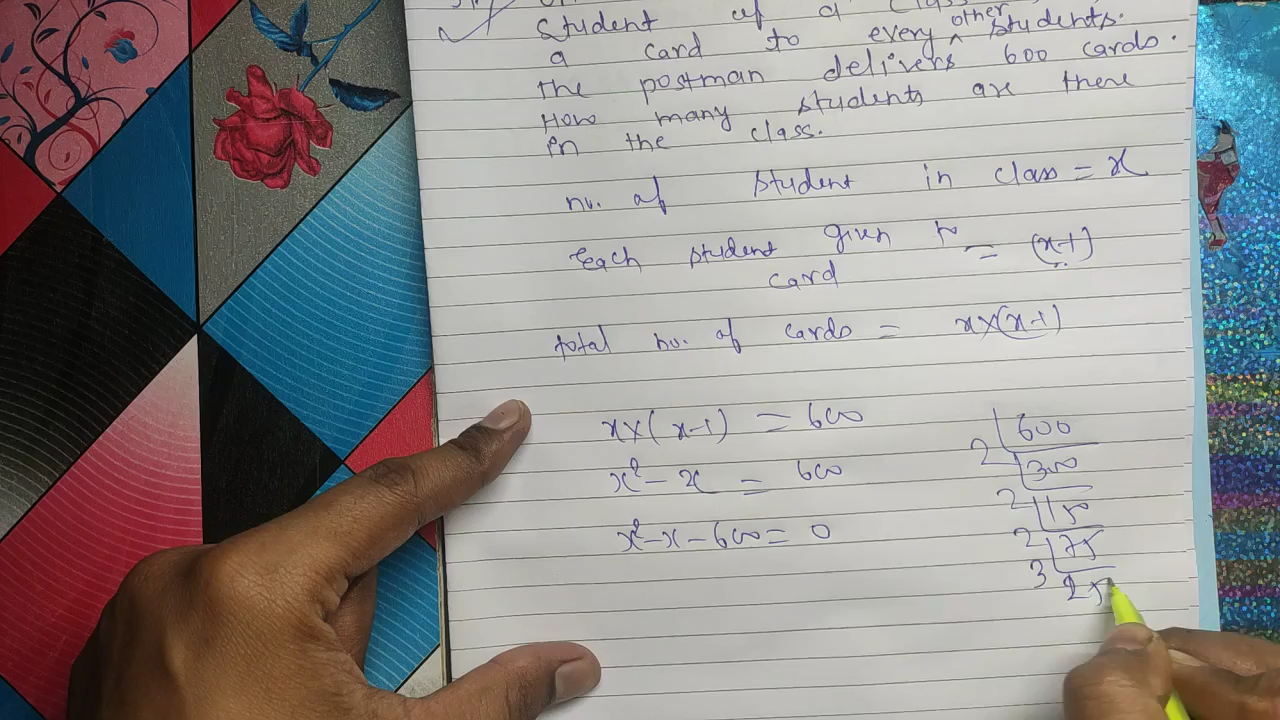 student of a Class
a card to every other students.
the postman delivers 600 cards.
How many students are there
in the class.
no. of student in class = x
Each student given to = (x-1)
card
total no. of cards = x×(x-1)
x×(x-1) = 600
x² - x = 600
x² - x - 600 = 0
2 600
2 300
2 150
3 75
25